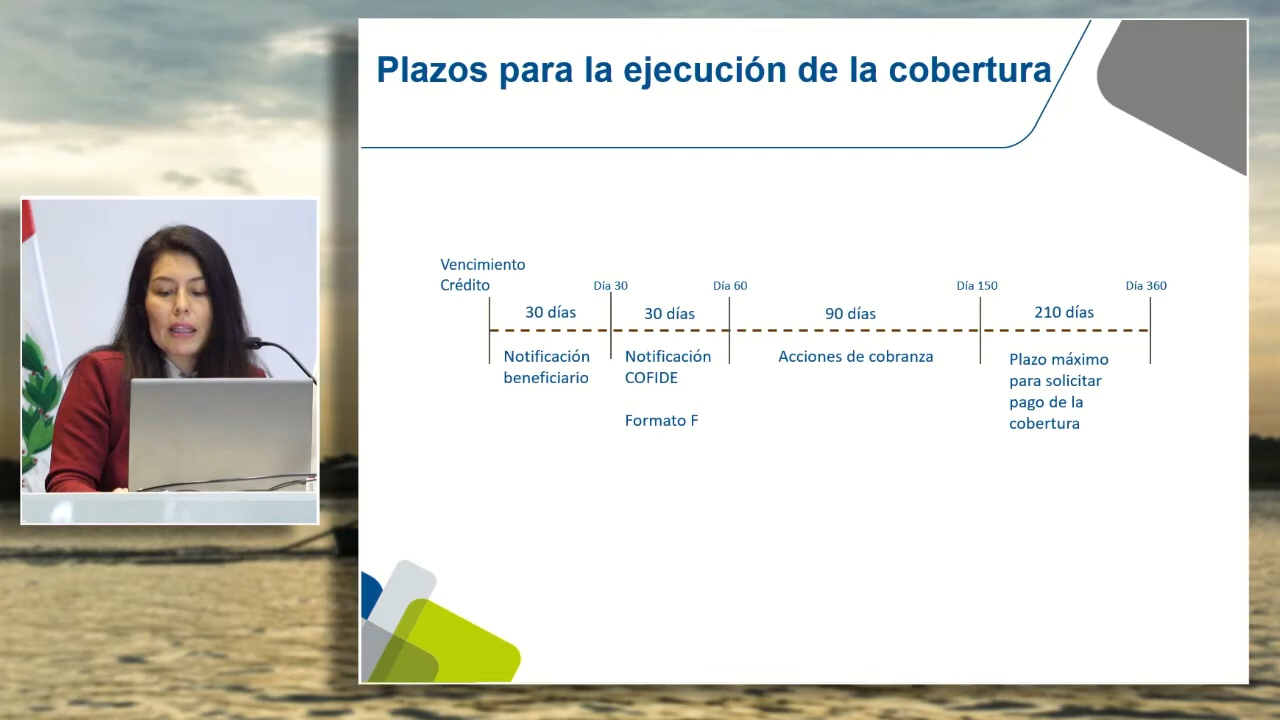 Plazos para la ejecución de la cobertura
Vencimiento
Crédito
Día 30
Día 60
Día 150
Día 360
30 días
30 días
90 días
210 días
Notificación
beneficiario
Notificación
COFIDE
Formato F
Acciones de cobranza
Plazo máximo
para solicitar
pago de la
cobertura